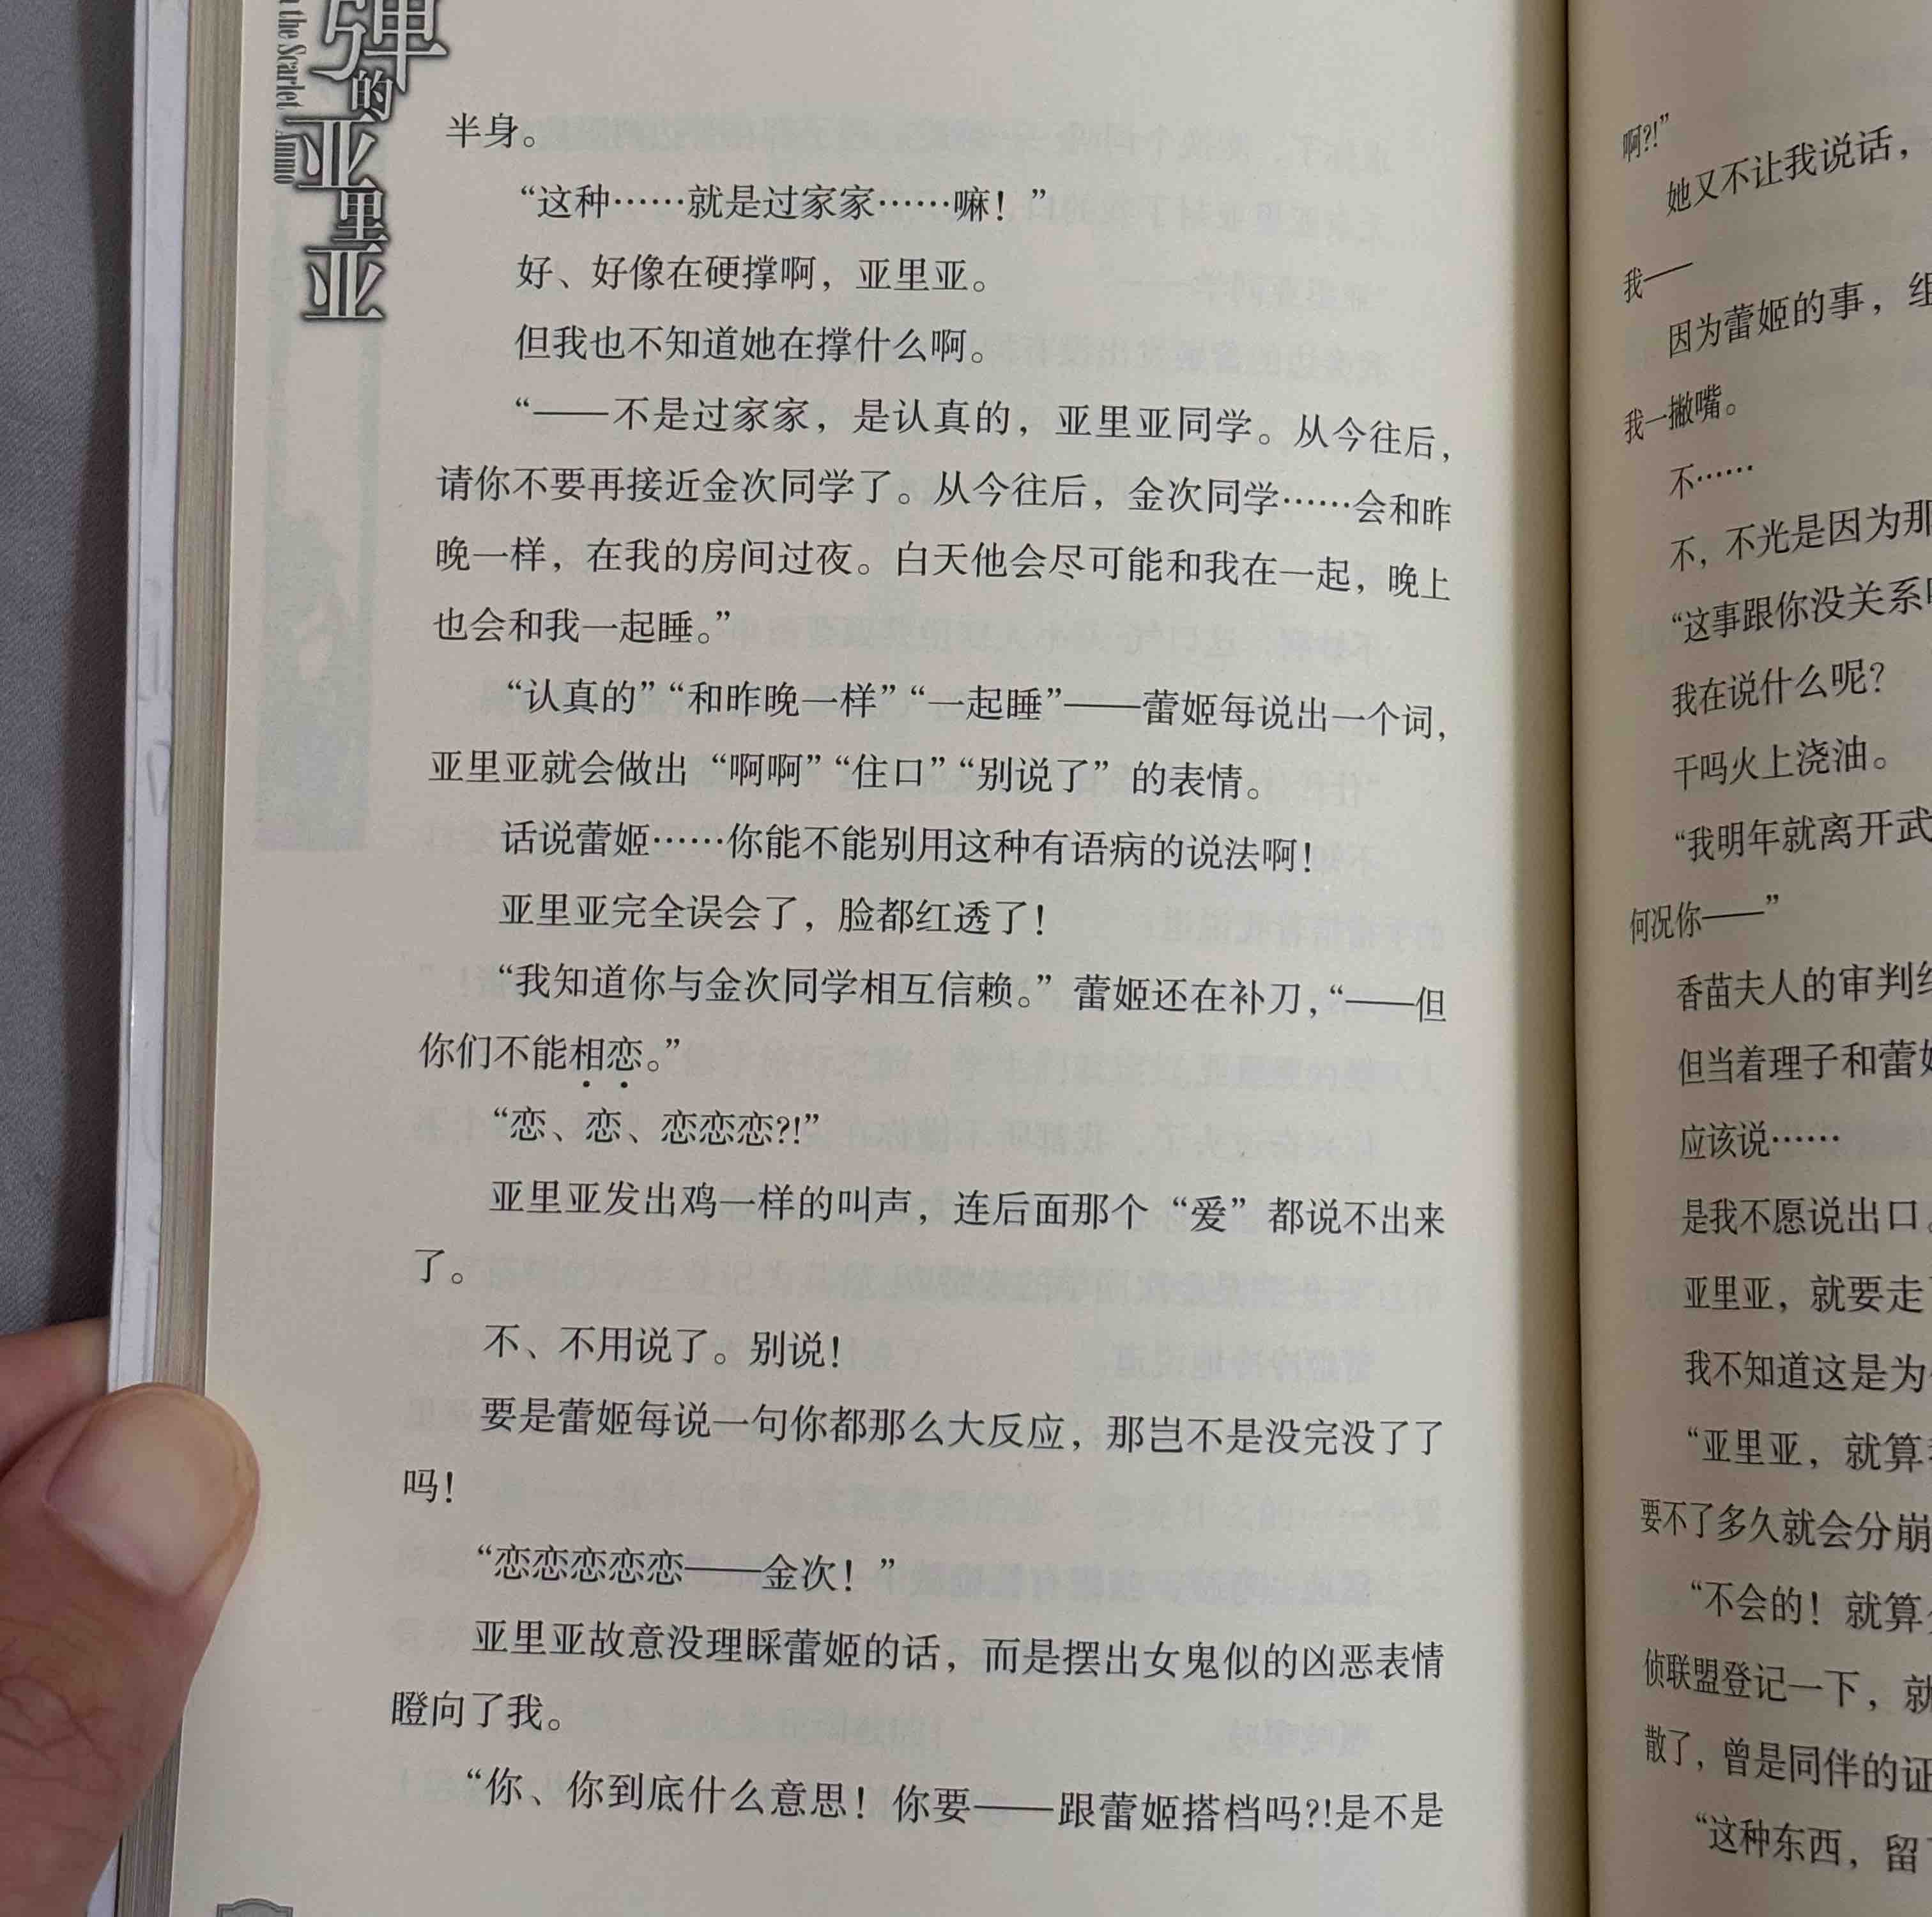 弹的亚里亚
the Scarlet Ammo
半身。
“这种……就是过家家……嘛！”
好、好像在硬撑啊，亚里亚。
但我也不知道她在撑什么啊。
“——不是过家家，是认真的，亚里亚同学。从今往后，
请你不要再接近金次同学了。从今往后，金次同学……会和昨
晚一样，在我的房间过夜。白天他会尽可能和我在一起，晚上
也会和我一起睡。”
“认真的”“和昨晚一样”“一起睡”——蕾姬每说出一个词，
亚里亚就会做出“啊啊”“住口”“别说了”的表情。
话说蕾姬……你能不能别用这种有语病的说法啊！
亚里亚完全误会了，脸都红透了！
“我知道你与金次同学相互信赖。”蕾姬还在补刀，“——但
你们不能相恋。”
“恋、恋、恋恋恋?!”
亚里亚发出鸡一样的叫声，连后面那个“爱”都说不出来
了。
不、不用说了。别说！
要是蕾姬每说一句你都那么大反应，那岂不是没完没了了
吗！
“恋恋恋恋恋——金次！”
亚里亚故意没理睬蕾姬的话，而是摆出女鬼似的凶恶表情
瞪向了我。
“你、你到底什么意思！你要——跟蕾姬搭档吗?!是不是
啊?!”
她又不让我说话，
我——
因为蕾姬的事，组
我一撇嘴。
不……
不，不光是因为那
“这事跟你没关系
我在说什么呢？
干吗火上浇油。
“我明年就离开武
何况你——”
香苗夫人的审判
但当着理子和蕾
应该说……
是我不愿说出口。
亚里亚，就要走
我不知道这是为
“亚里亚，就算
要不了多久就会分崩
“不会的！就算
侦联盟登记一下，就
散了，曾是同伴的证
“这种东西，留